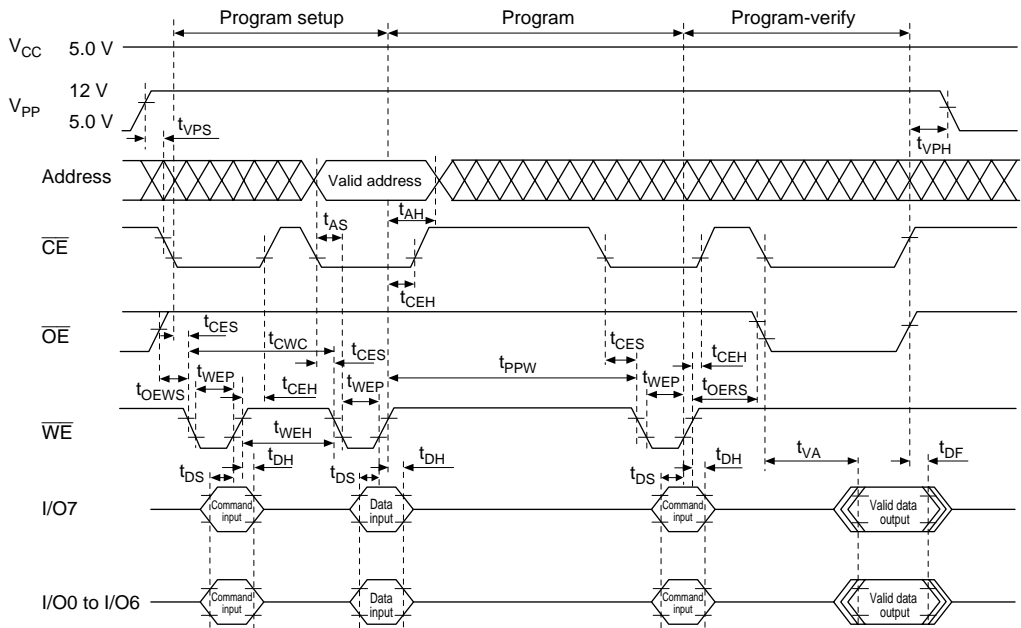 Program setup Program Program-verify
VCC 5.0 V
12 V
VPP
5.0 V
tVPS
tVPH
Address Valid address
tAS tAH
CE
tCEH
OE
tCES tCWC tCES tCES tCEH
tOEWS tWEP tCEH tWEP tPPW tWEP tOERS
WE
tWEH
tDS tDH tDS tDH tDS tDH tVA tDF
I/O7 Command input Data input Command input Valid data output
I/O0 to I/O6 Command input Data input Command input Valid data output